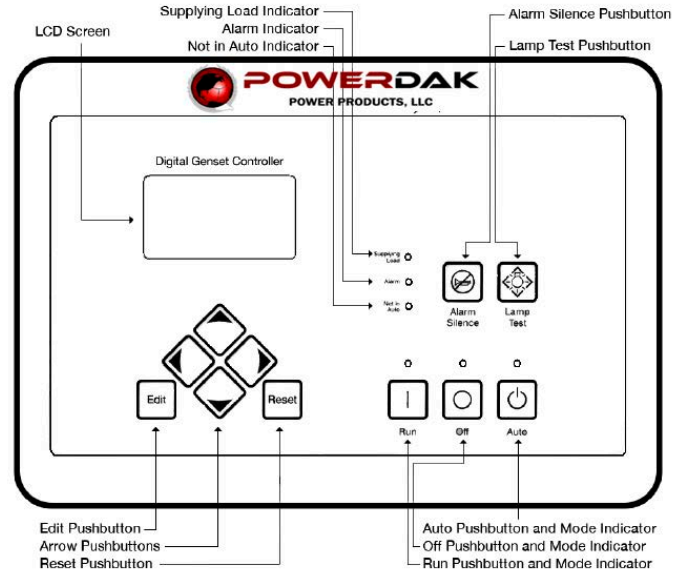 Supplying Load Indicator
Alarm Silence Pushbutton
LCD Screen
Alarm Indicator
Not in Auto Indicator
Lamp Test Pushbutton
POWERDAK
POWER PRODUCTS, LLC
Digital Genset Controller
Supplying
Load
Alarm
Not in
Auto
Alarm
Silence
Lamp
Test
Edit
Reset
Run
Off
Auto
Edit Pushbutton
Arrow Pushbuttons
Reset Pushbutton
Auto Pushbutton and Mode Indicator
Off Pushbutton and Mode Indicator
Run Pushbutton and Mode Indicator